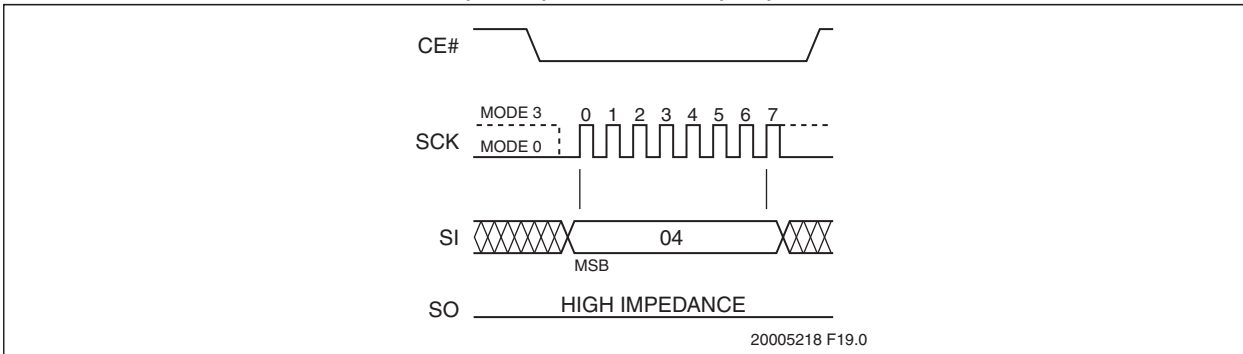 CE#
MODE 3
0 1 2 3 4 5 6 7
SCK
MODE 0
SI
04
MSB
SO
HIGH IMPEDANCE
20005218 F19.0